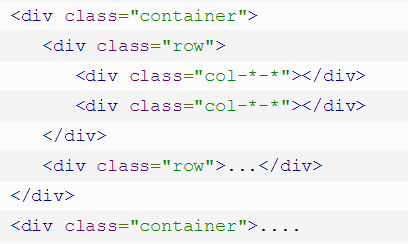 <div class="container">
<div class="row">
<div class="col-*-*"></div>
<div class="col-*-*"></div>
</div>
<div class="row">...</div>
</div>
<div class="container">....